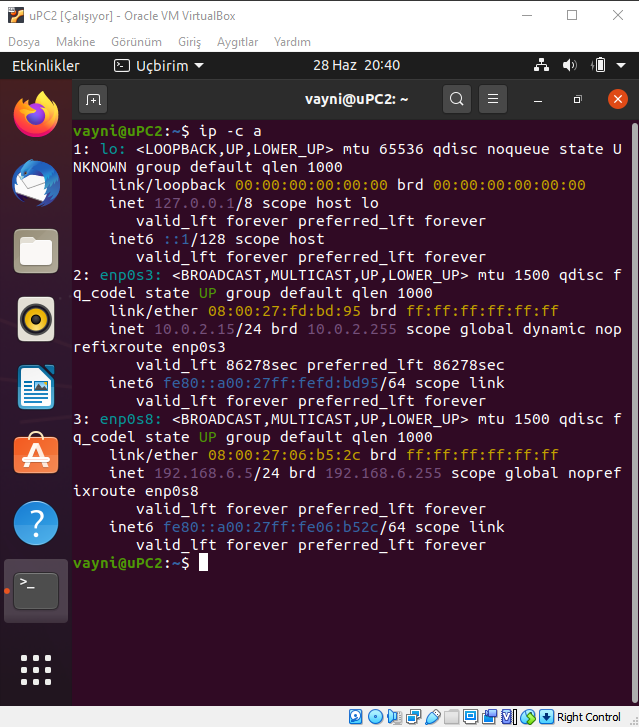 uPC2 [Çalışıyor] - Oracle VM VirtualBox
Dosya Makine Görünüm Giriş Aygıtlar Yardım
Etkinlikler Uçbirim 28 Haz 20:40
vayni@uPC2: ~
vayni@uPC2:~$ ip -c a
1: lo: <LOOPBACK,UP,LOWER_UP> mtu 65536 qdisc noqueue state U
NKNOWN group default qlen 1000
    link/loopback 00:00:00:00:00:00 brd 00:00:00:00:00:00
    inet 127.0.0.1/8 scope host lo
       valid_lft forever preferred_lft forever
    inet6 ::1/128 scope host
       valid_lft forever preferred_lft forever
2: enp0s3: <BROADCAST,MULTICAST,UP,LOWER_UP> mtu 1500 qdisc f
q_codel state UP group default qlen 1000
    link/ether 08:00:27:fd:bd:95 brd ff:ff:ff:ff:ff:ff
    inet 10.0.2.15/24 brd 10.0.2.255 scope global dynamic nop
refixroute enp0s3
       valid_lft 86278sec preferred_lft 86278sec
    inet6 fe80::a00:27ff:fefd:bd95/64 scope link
       valid_lft forever preferred_lft forever
3: enp0s8: <BROADCAST,MULTICAST,UP,LOWER_UP> mtu 1500 qdisc f
q_codel state UP group default qlen 1000
    link/ether 08:00:27:06:b5:2c brd ff:ff:ff:ff:ff:ff
    inet 192.168.6.5/24 brd 192.168.6.255 scope global nopref
ixroute enp0s8
       valid_lft forever preferred_lft forever
    inet6 fe80::a00:27ff:fe06:b52c/64 scope link
       valid_lft forever preferred_lft forever
vayni@uPC2:~$
Right Control